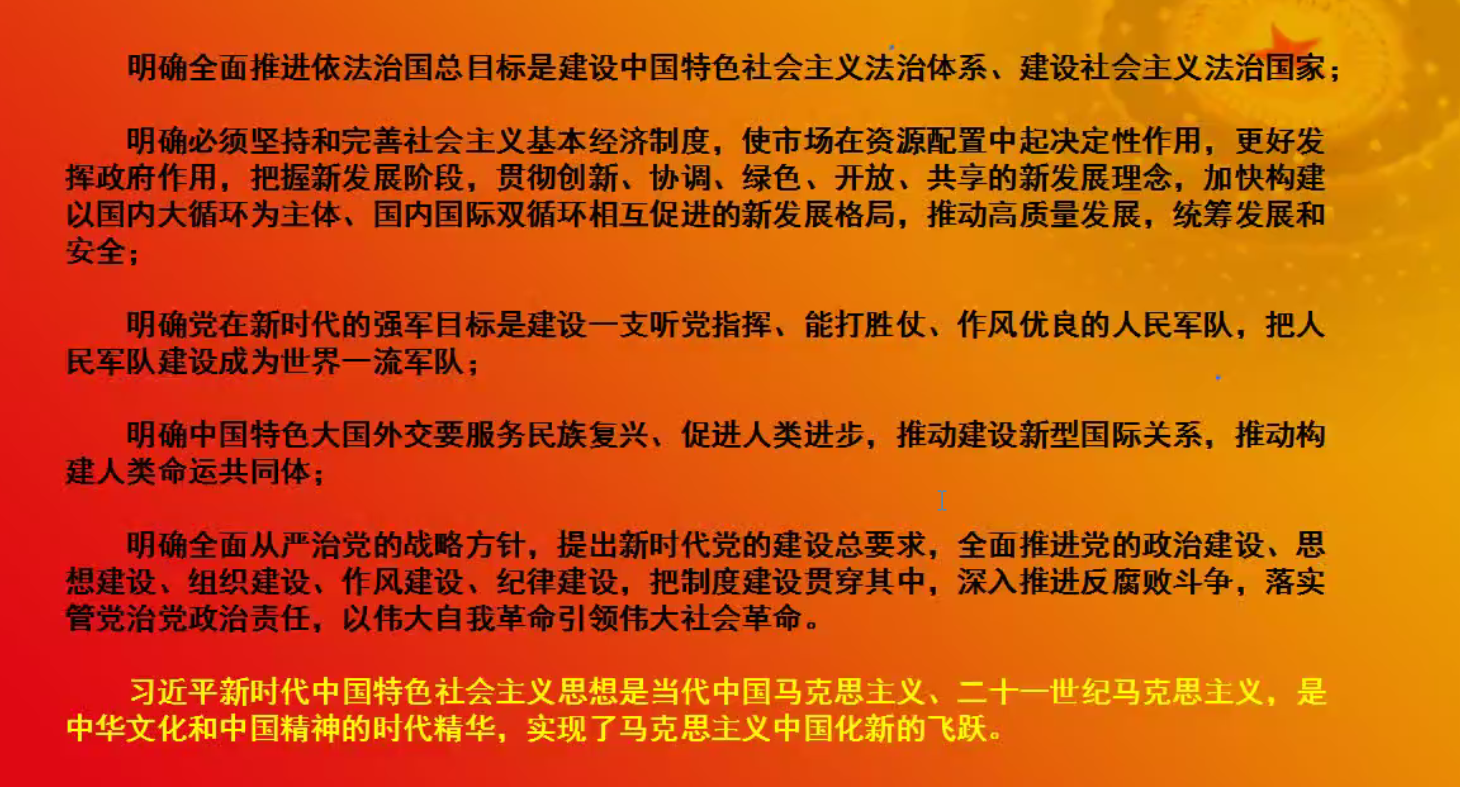 明确全面推进依法治国总目标是建设中国特色社会主义法治体系、建设社会主义法治国家；
明确必须坚持和完善社会主义基本经济制度，使市场在资源配置中起决定性作用，更好发
挥政府作用，把握新发展阶段，贯彻创新、协调、绿色、开放、共享的新发展理念，加快构建
以国内大循环为主体、国内国际双循环相互促进的新发展格局，推动高质量发展，统筹发展和
安全；
明确党在新时代的强军目标是建设一支听党指挥、能打胜仗、作风优良的人民军队，把人
民军队建设成为世界一流军队；
明确中国特色大国外交要服务民族复兴、促进人类进步，推动建设新型国际关系，推动构
建人类命运共同体；
明确全面从严治党的战略方针，提出新时代党的建设总要求，全面推进党的政治建设、思
想建设、组织建设、作风建设、纪律建设，把制度建设贯穿其中，深入推进反腐败斗争，落实
管党治党政治责任，以伟大自我革命引领伟大社会革命。
习近平新时代中国特色社会主义思想是当代中国马克思主义、二十一世纪马克思主义，是
中华文化和中国精神的时代精华，实现了马克思主义中国化新的飞跃。